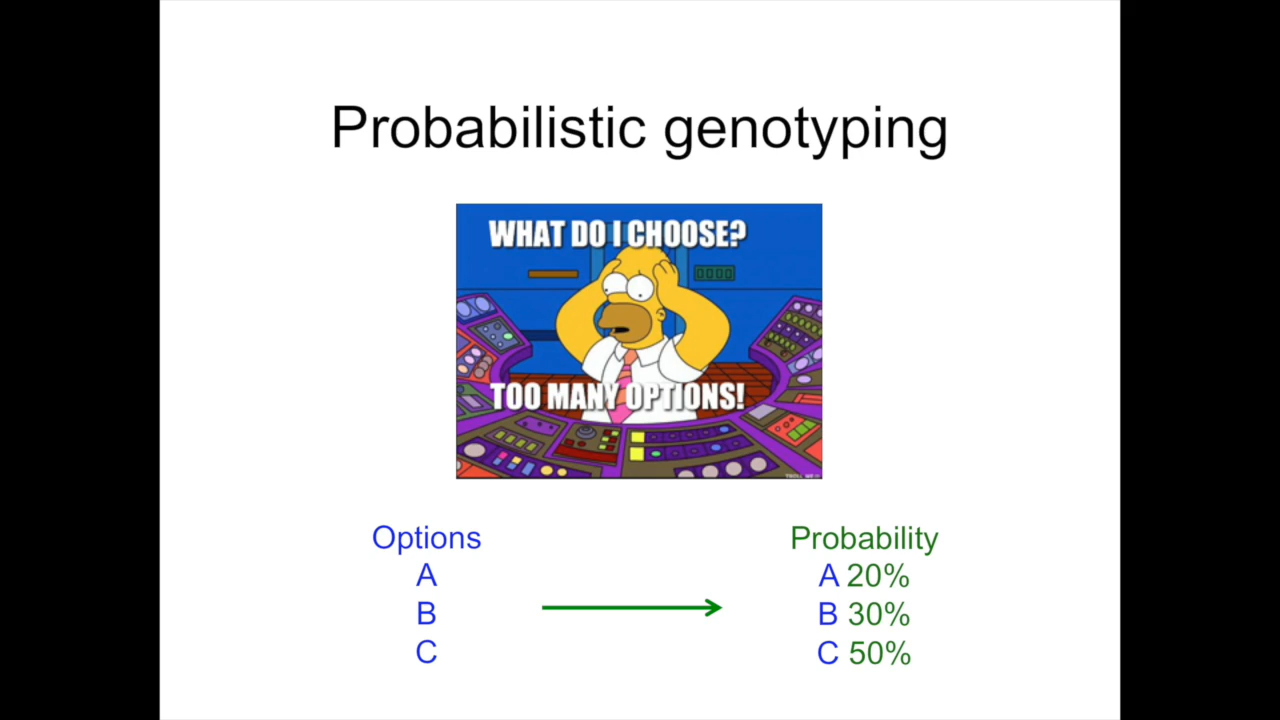 Probabilistic genotyping
WHAT DO I CHOOSE?
TOO MANY OPTIONS!
Options
A
B
C
Probability
A 20%
B 30%
C 50%